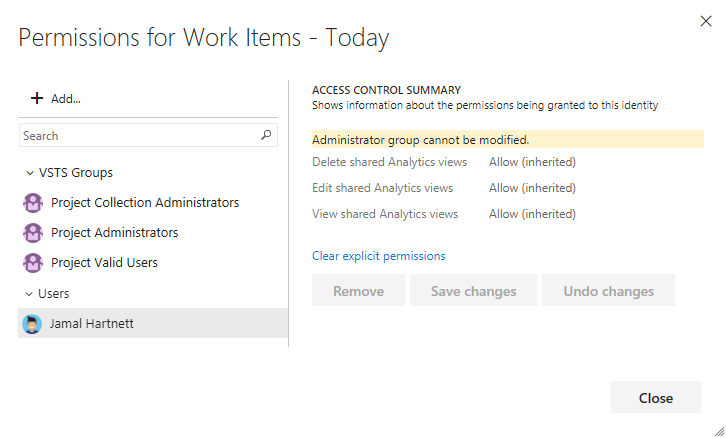 Permissions for Work Items - Today
Add...
Search
VSTS Groups
Project Collection Administrators
Project Administrators
Project Valid Users
Users
Jamal Hartnett
ACCESS CONTROL SUMMARY
Shows information about the permissions being granted to this identity
Administrator group cannot be modified.
Delete shared Analytics views Allow (inherited)
Edit shared Analytics views Allow (inherited)
View shared Analytics views Allow (inherited)
Clear explicit permissions
Remove Save changes Undo changes
Close